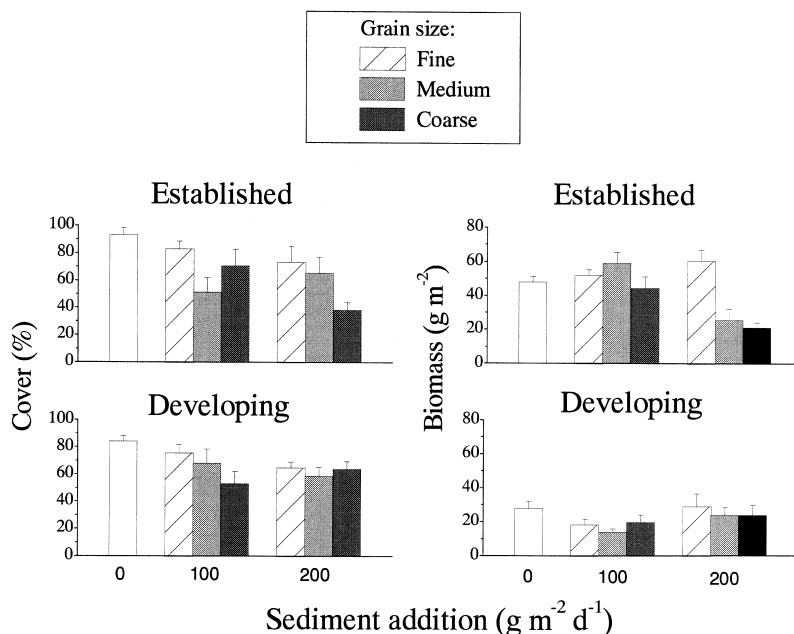 Grain size:
Fine
Medium
Coarse
Established
Established
100
80
60
40
20
0
80
60
40
20
0
Cover (%)
Biomass (g m⁻²)
Developing
Developing
100
80
60
40
20
0
80
60
40
20
0
0 100 200
0 100 200
Sediment addition (g m⁻² d⁻¹)